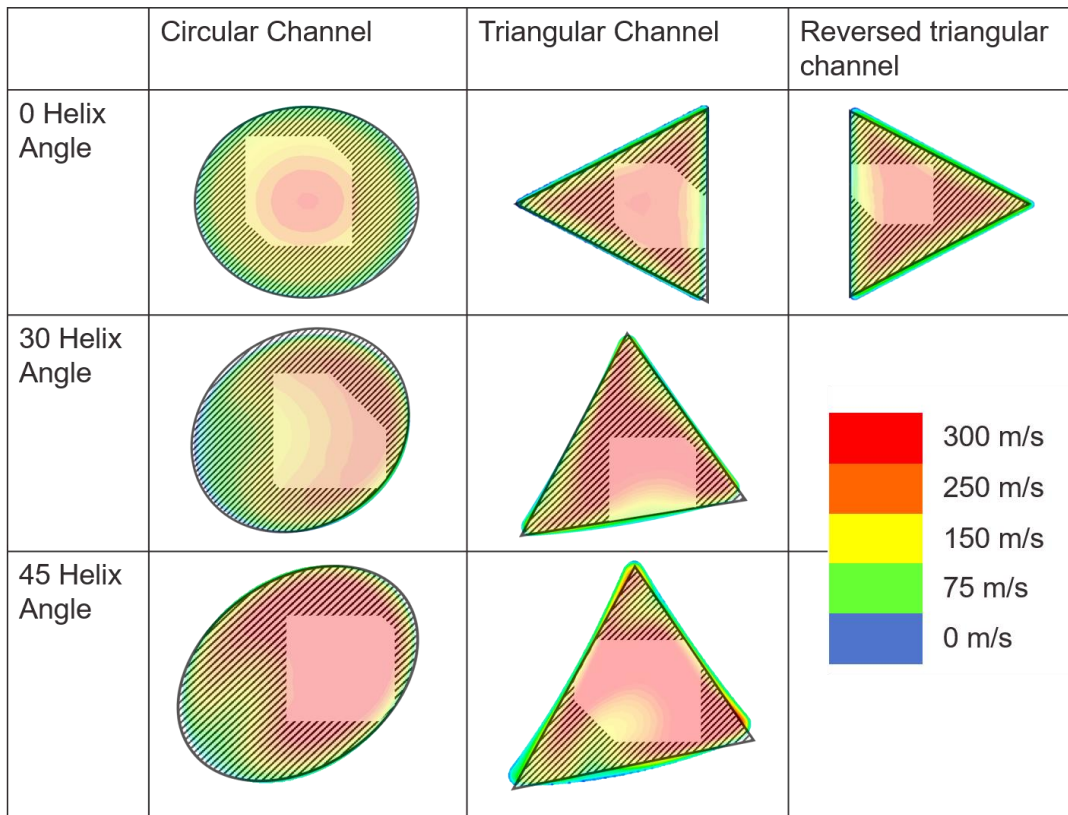 Circular Channel
Triangular Channel
Reversed triangular
channel
0 Helix
Angle
30 Helix
Angle
300 m/s
250 m/s
150 m/s
75 m/s
0 m/s
45 Helix
Angle